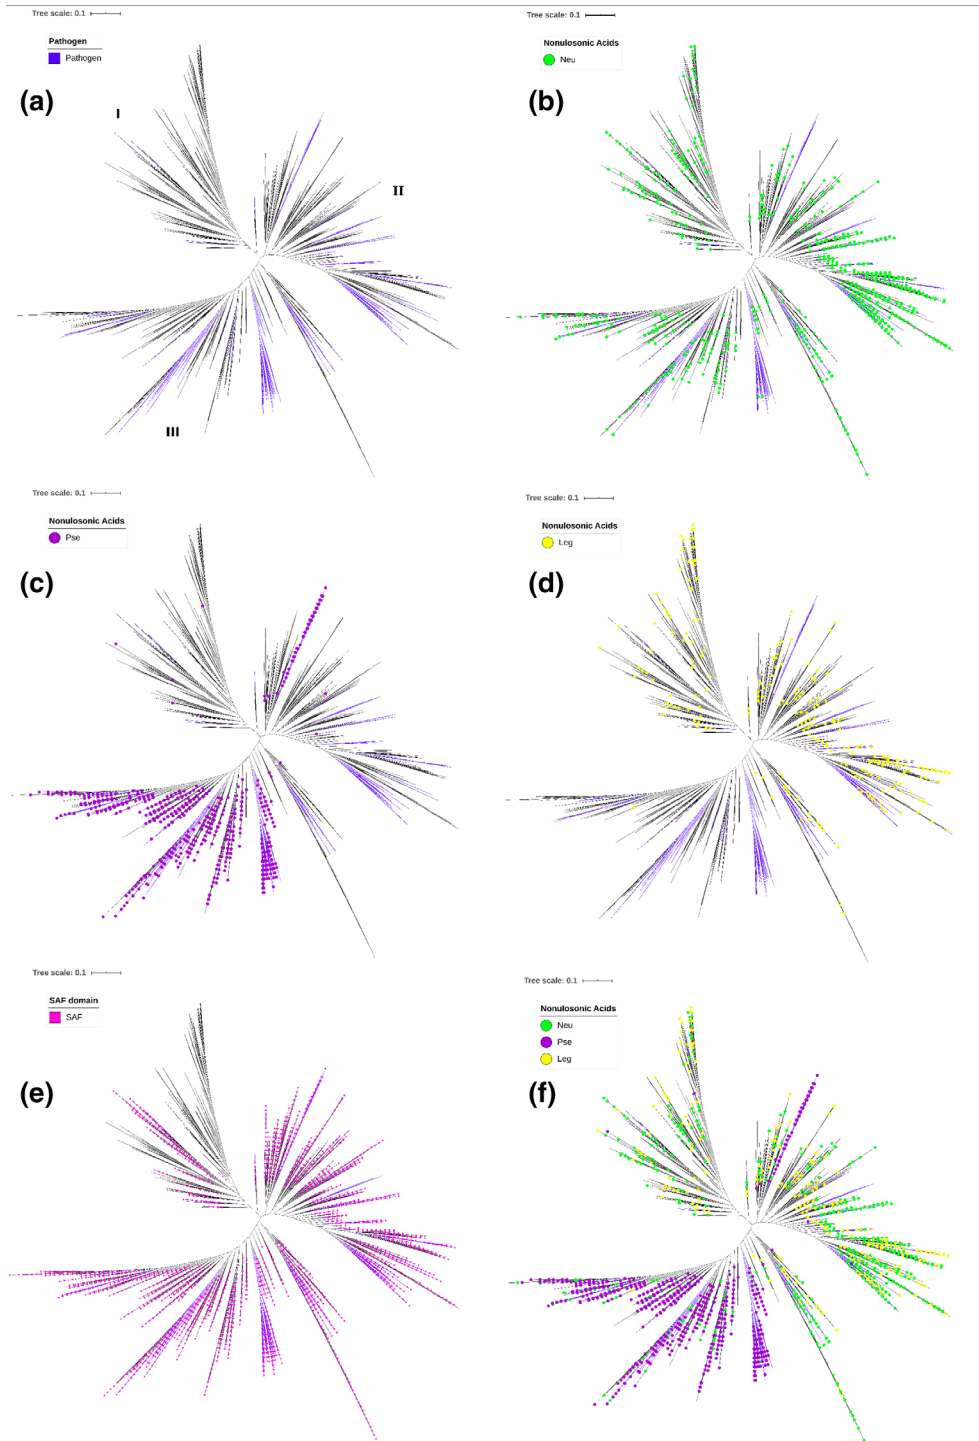 Tree scale: 0.1
Pathogen
Pathogen
(a)
I
II
III
Tree scale: 0.1
Nonulosonic Acids
Neu
(b)
Tree scale: 0.1
Nonulosonic Acids
Pse
(c)
Tree scale: 0.1
Nonulosonic Acids
Leg
(d)
Tree scale: 0.1
SAF domain
SAF
(e)
Tree scale: 0.1
Nonulosonic Acids
Neu
Pse
Leg
(f)